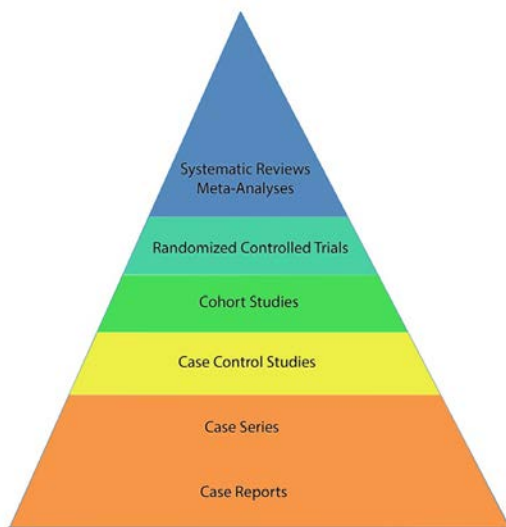 Systematic Reviews
Meta-Analyses
Randomized Controlled Trials
Cohort Studies
Case Control Studies
Case Series
Case Reports